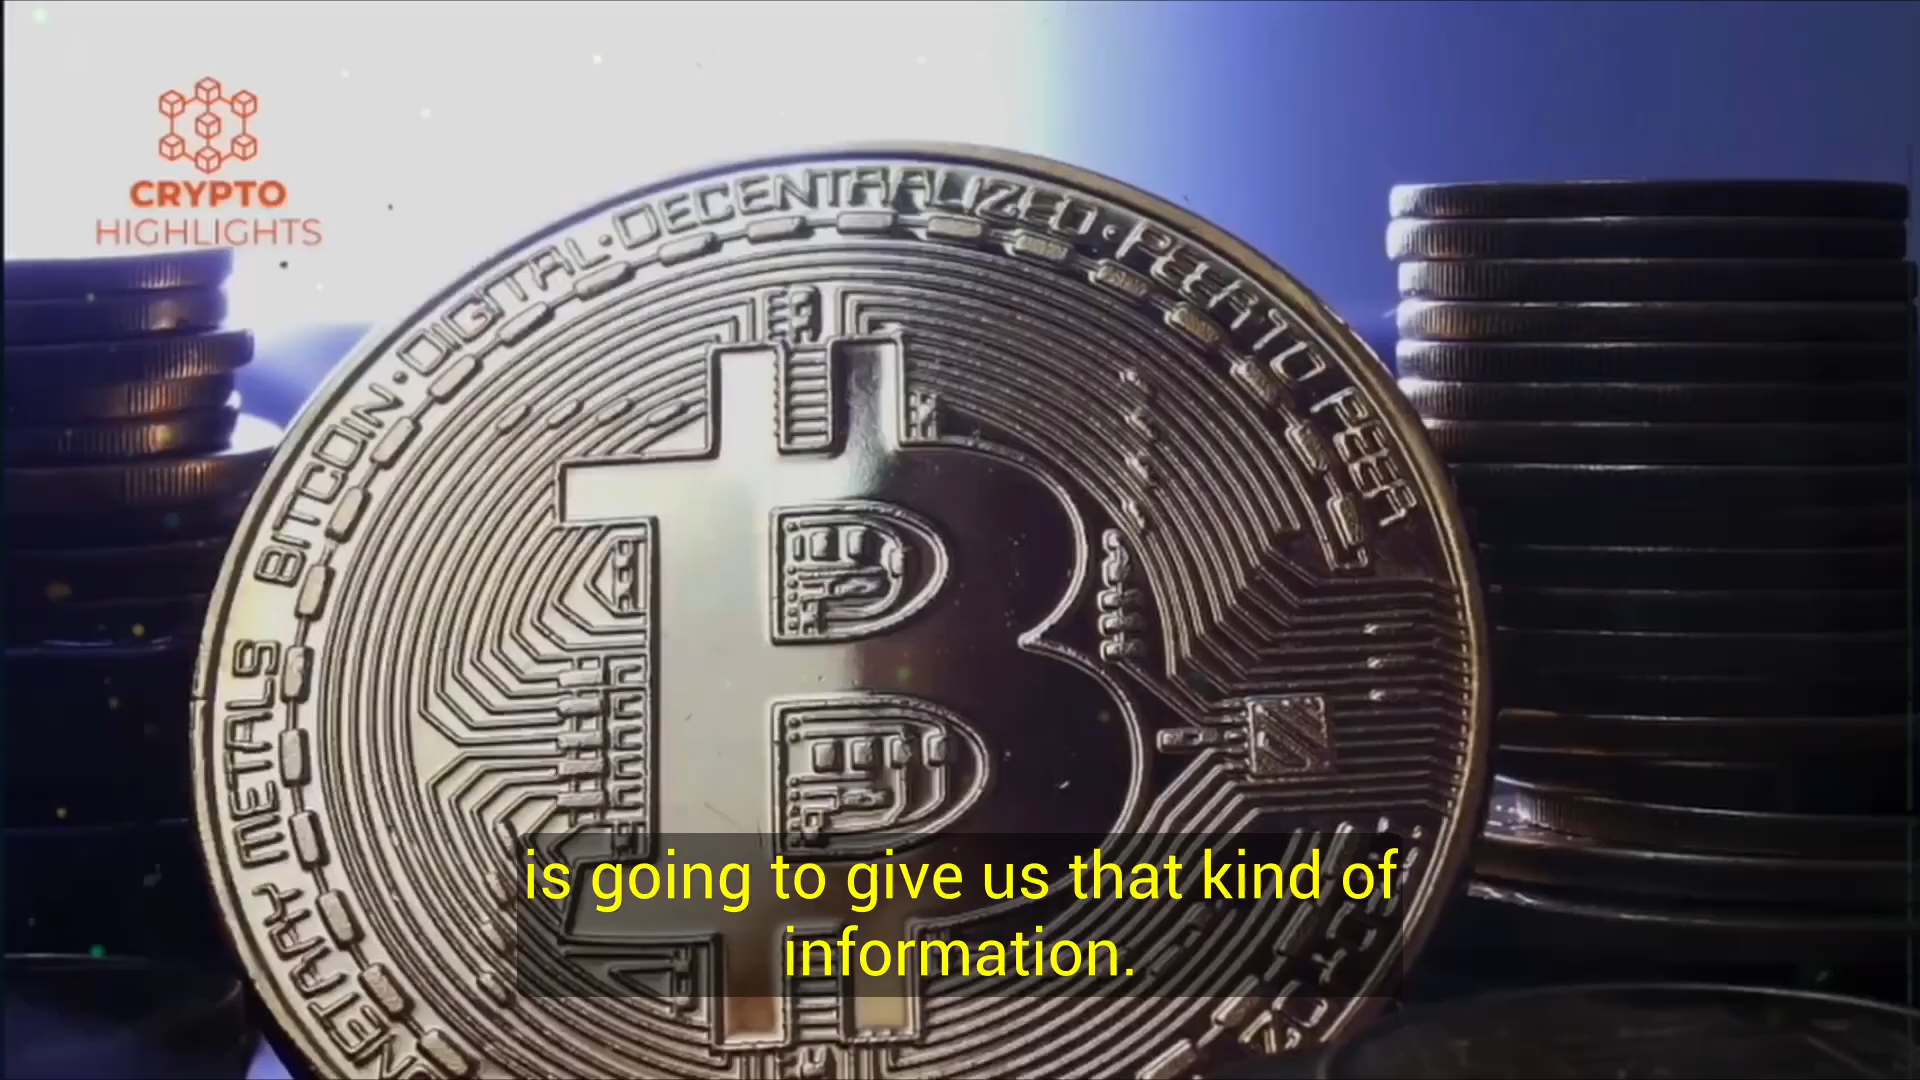 CRYPTO
HIGHLIGHTS
BITCOIN · DIGITAL · DECENTRALIZED · PEER TO PEER
METALS
is going to give us that kind of
information.